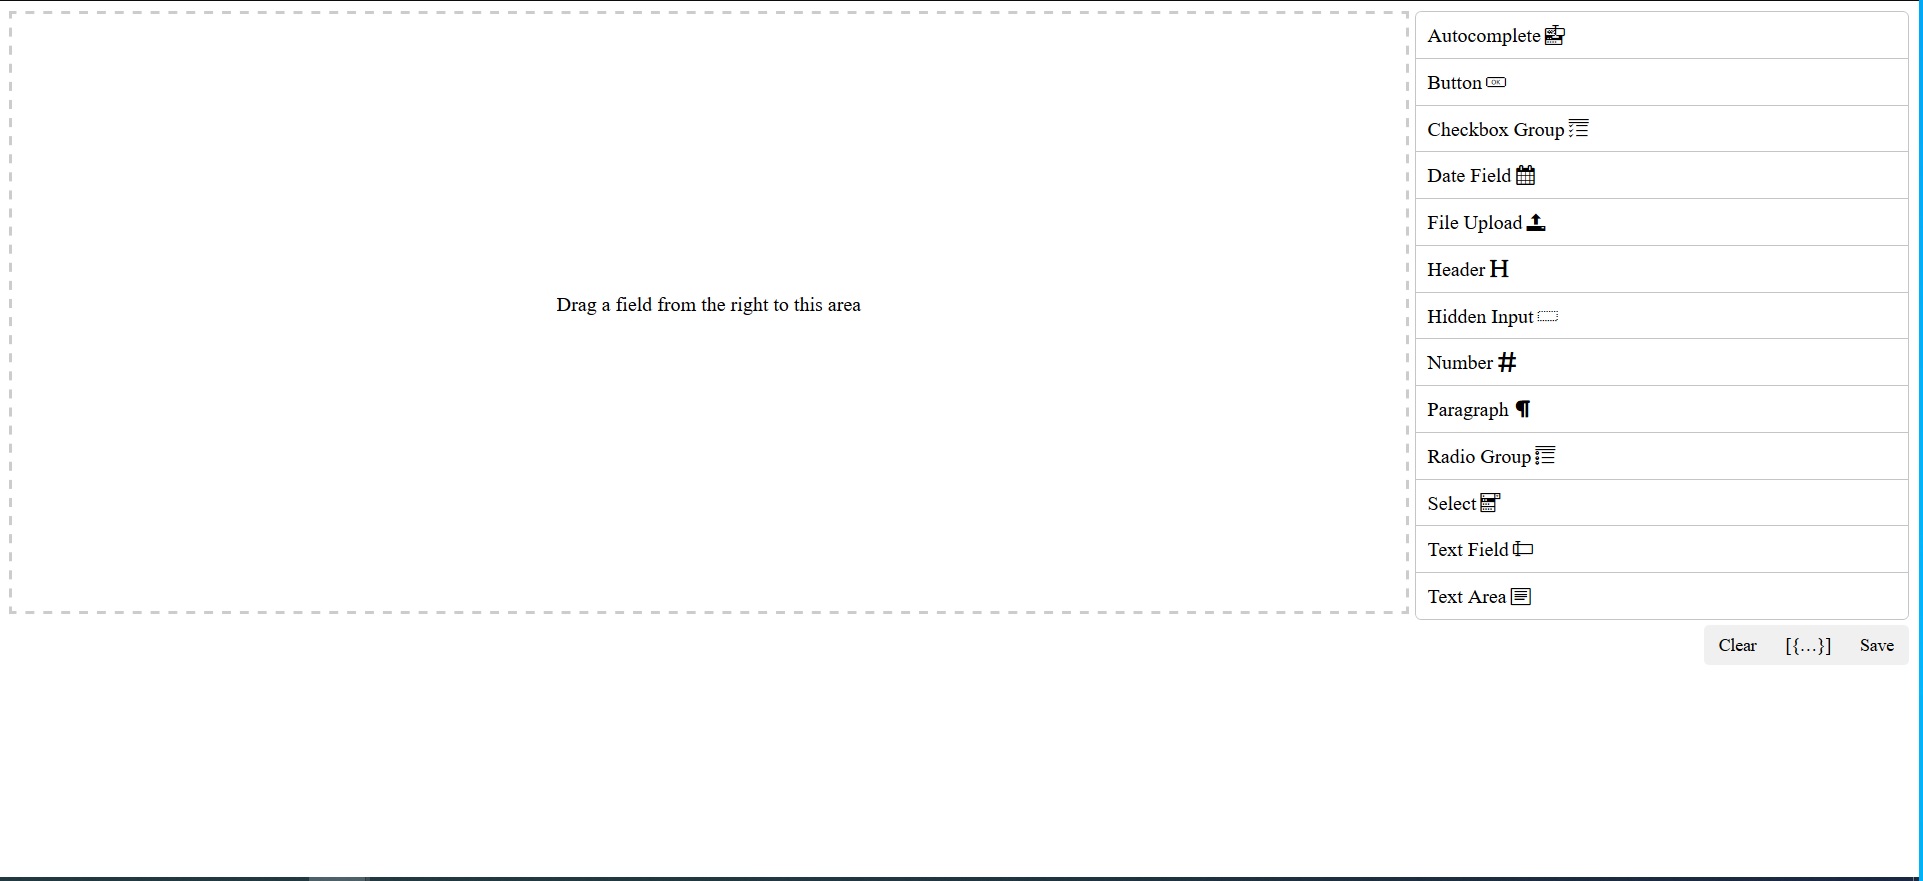 Drag a field from the right to this area
Autocomplete
Button
Checkbox Group
Date Field
File Upload
Header H
Hidden Input
Number #
Paragraph ¶
Radio Group
Select
Text Field
Text Area
Clear [{…}] Save